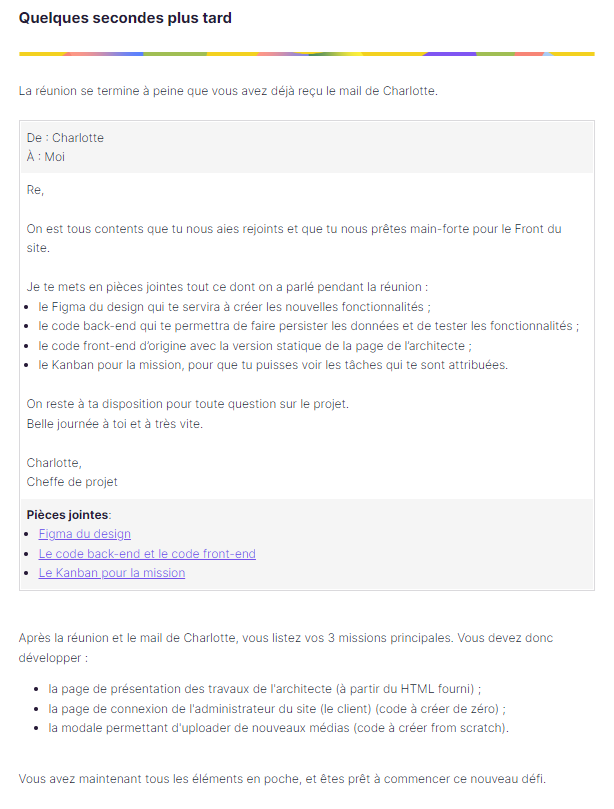 Quelques secondes plus tard
La réunion se termine à peine que vous avez déjà reçu le mail de Charlotte.
De : Charlotte
À : Moi
Re,
On est tous contents que tu nous aies rejoints et que tu nous prêtes main-forte pour le Front du
site.
Je te mets en pièces jointes tout ce dont on a parlé pendant la réunion :
• le Figma du design qui te servira à créer les nouvelles fonctionnalités ;
• le code back-end qui te permettra de faire persister les données et de tester les fonctionnalités ;
• le code front-end d'origine avec la version statique de la page de l'architecte ;
• le Kanban pour la mission, pour que tu puisses voir les tâches qui te sont attribuées.
On reste à ta disposition pour toute question sur le projet.
Belle journée à toi et à très vite.
Charlotte,
Cheffe de projet
Pièces jointes:
• Figma du design
• Le code back-end et le code front-end
• Le Kanban pour la mission
Après la réunion et le mail de Charlotte, vous listez vos 3 missions principales. Vous devez donc
développer :
• la page de présentation des travaux de l'architecte (à partir du HTML fourni) ;
• la page de connexion de l'administrateur du site (le client) (code à créer de zéro) ;
• la modale permettant d'uploader de nouveaux médias (code à créer from scratch).
Vous avez maintenant tous les éléments en poche, et êtes prêt à commencer ce nouveau défi.